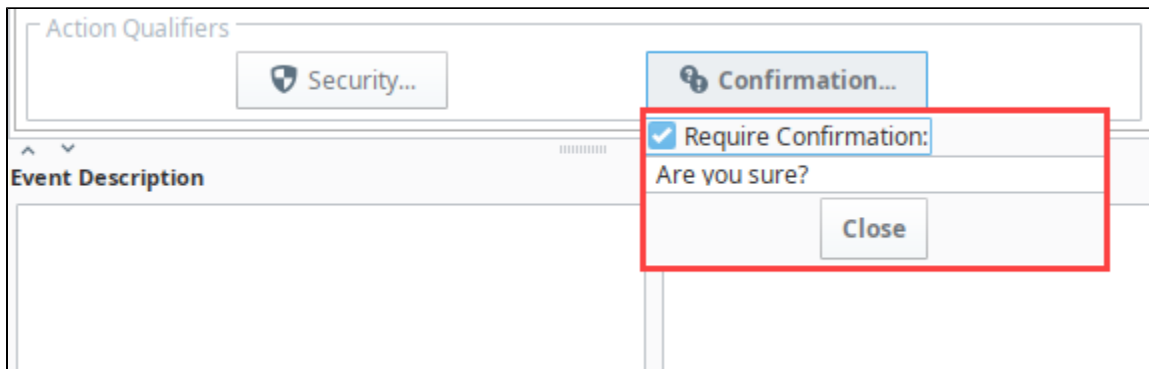 Action Qualifiers
Security...
Confirmation...
Require Confirmation:
Event Description
Are you sure?
Close